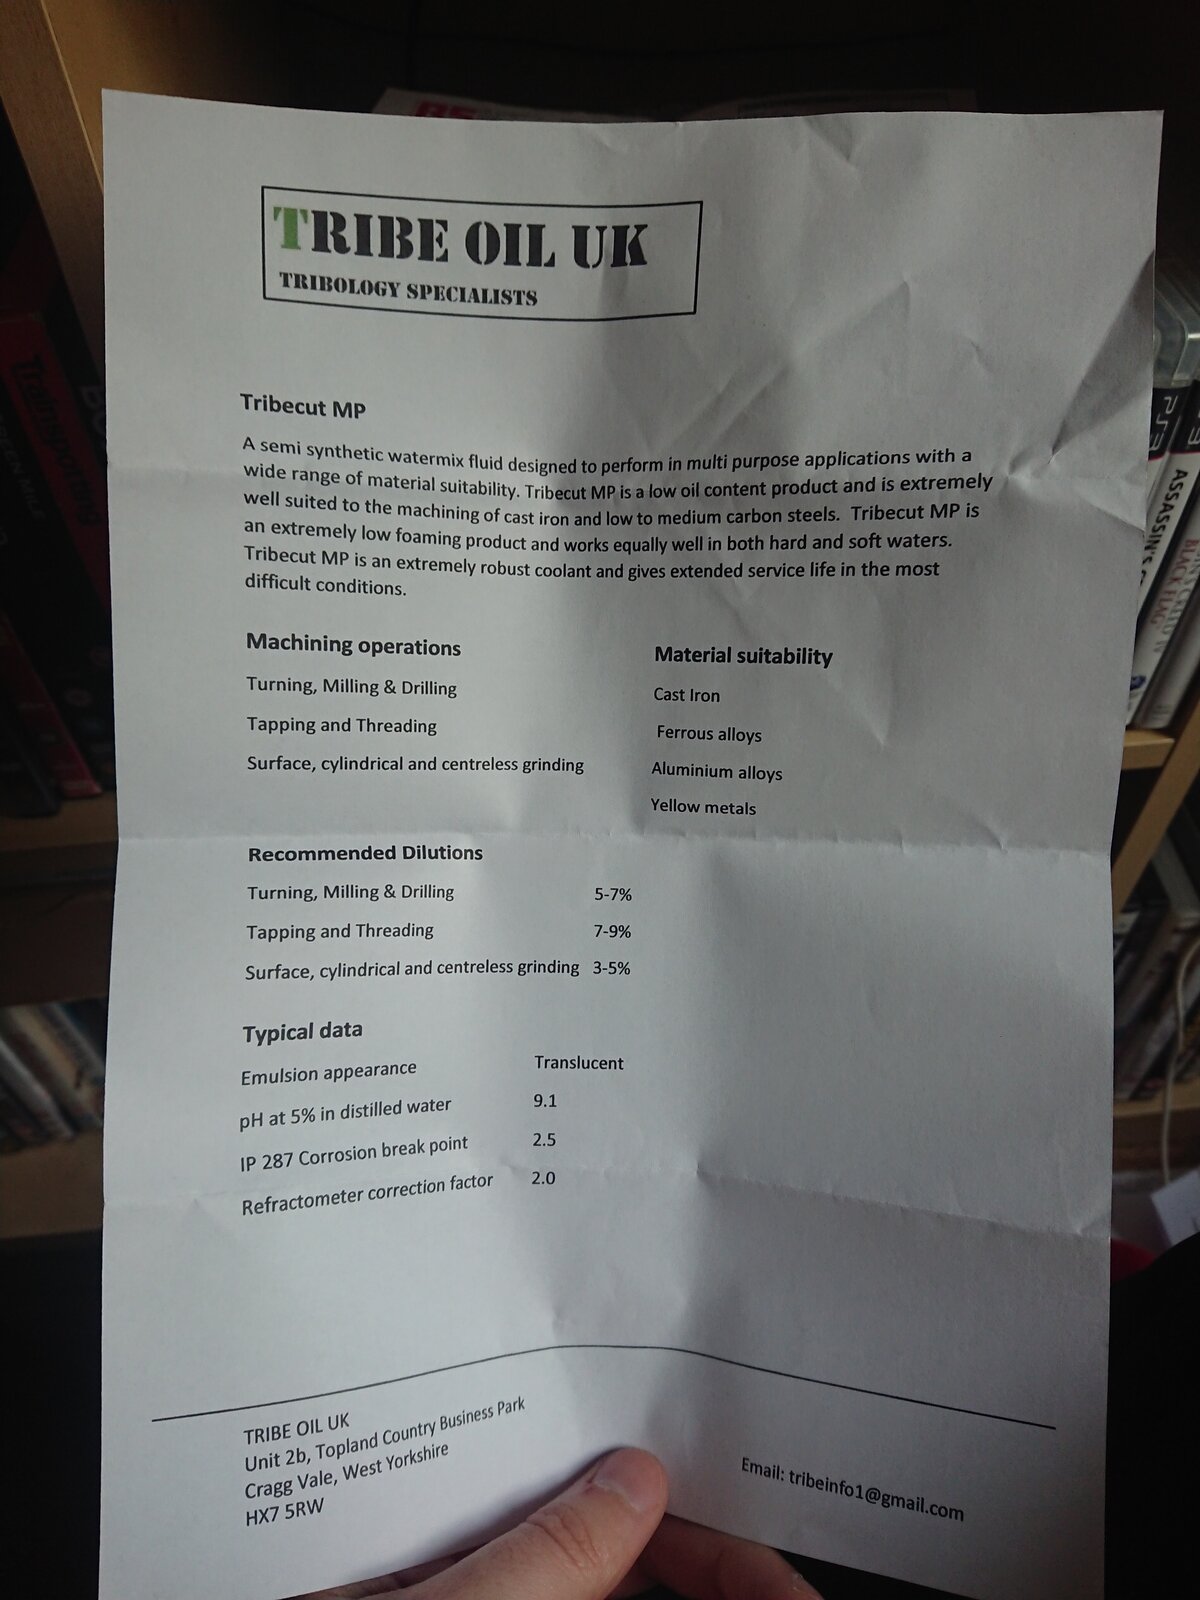 TRIBE OIL UK
TRIBOLOGY SPECIALISTS
Tribecut MP
A semi synthetic watermix fluid designed to perform in multi purpose applications with a
wide range of material suitability. Tribecut MP is a low oil content product and is extremely
well suited to the machining of cast iron and low to medium carbon steels. Tribecut MP is
an extremely low foaming product and works equally well in both hard and soft waters.
Tribecut MP is an extremely robust coolant and gives extended service life in the most
difficult conditions.
Machining operations
Turning, Milling & Drilling
Tapping and Threading
Surface, cylindrical and centreless grinding
Material suitability
Cast Iron
Ferrous alloys
Aluminium alloys
Yellow metals
Recommended Dilutions
Turning, Milling & Drilling 5-7%
Tapping and Threading 7-9%
Surface, cylindrical and centreless grinding 3-5%
Typical data
Emulsion appearance Translucent
pH at 5% in distilled water 9.1
IP 287 Corrosion break point 2.5
Refractometer correction factor 2.0
TRIBE OIL UK
Unit 2b, Topland Country Business Park
Cragg Vale, West Yorkshire
HX7 5RW
Email: tribeinfo1@gmail.com
Trainspotting
PS3
ASSASSIN'S
BLACK FLAG